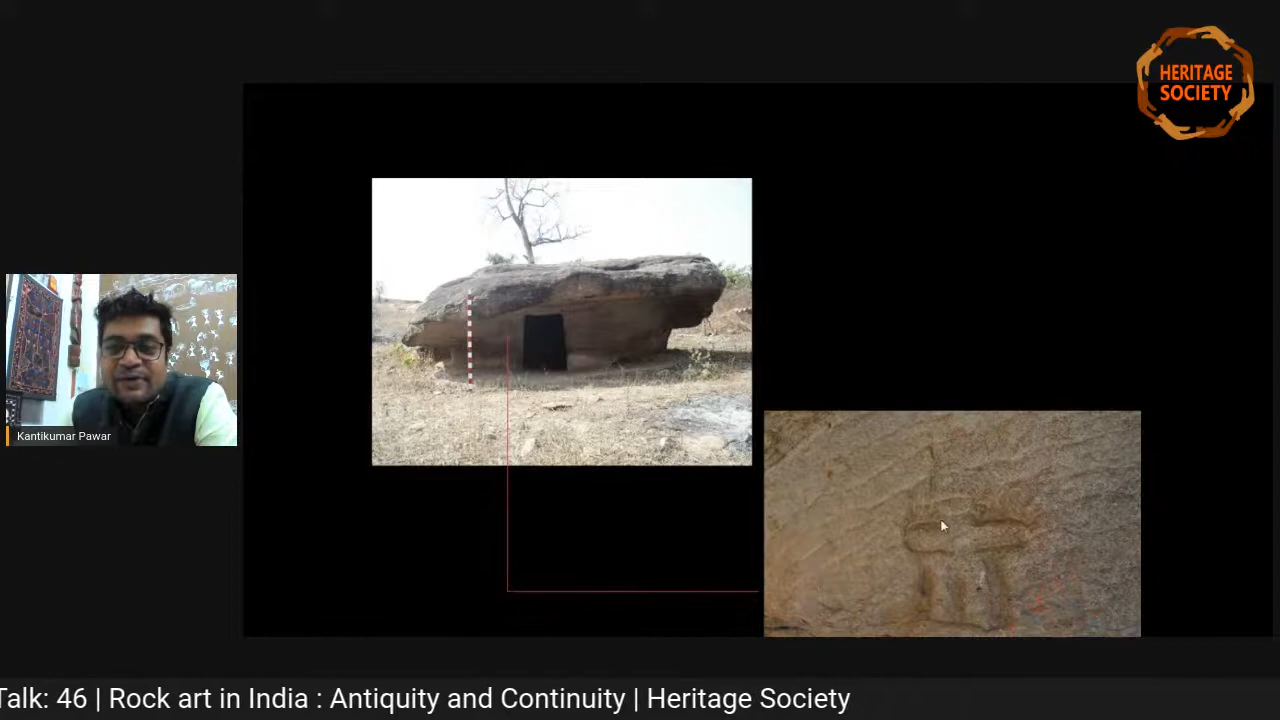 HERITAGE
SOCIETY
Kantikumar Pawar
Talk: 46 | Rock art in India : Antiquity and Continuity | Heritage Society